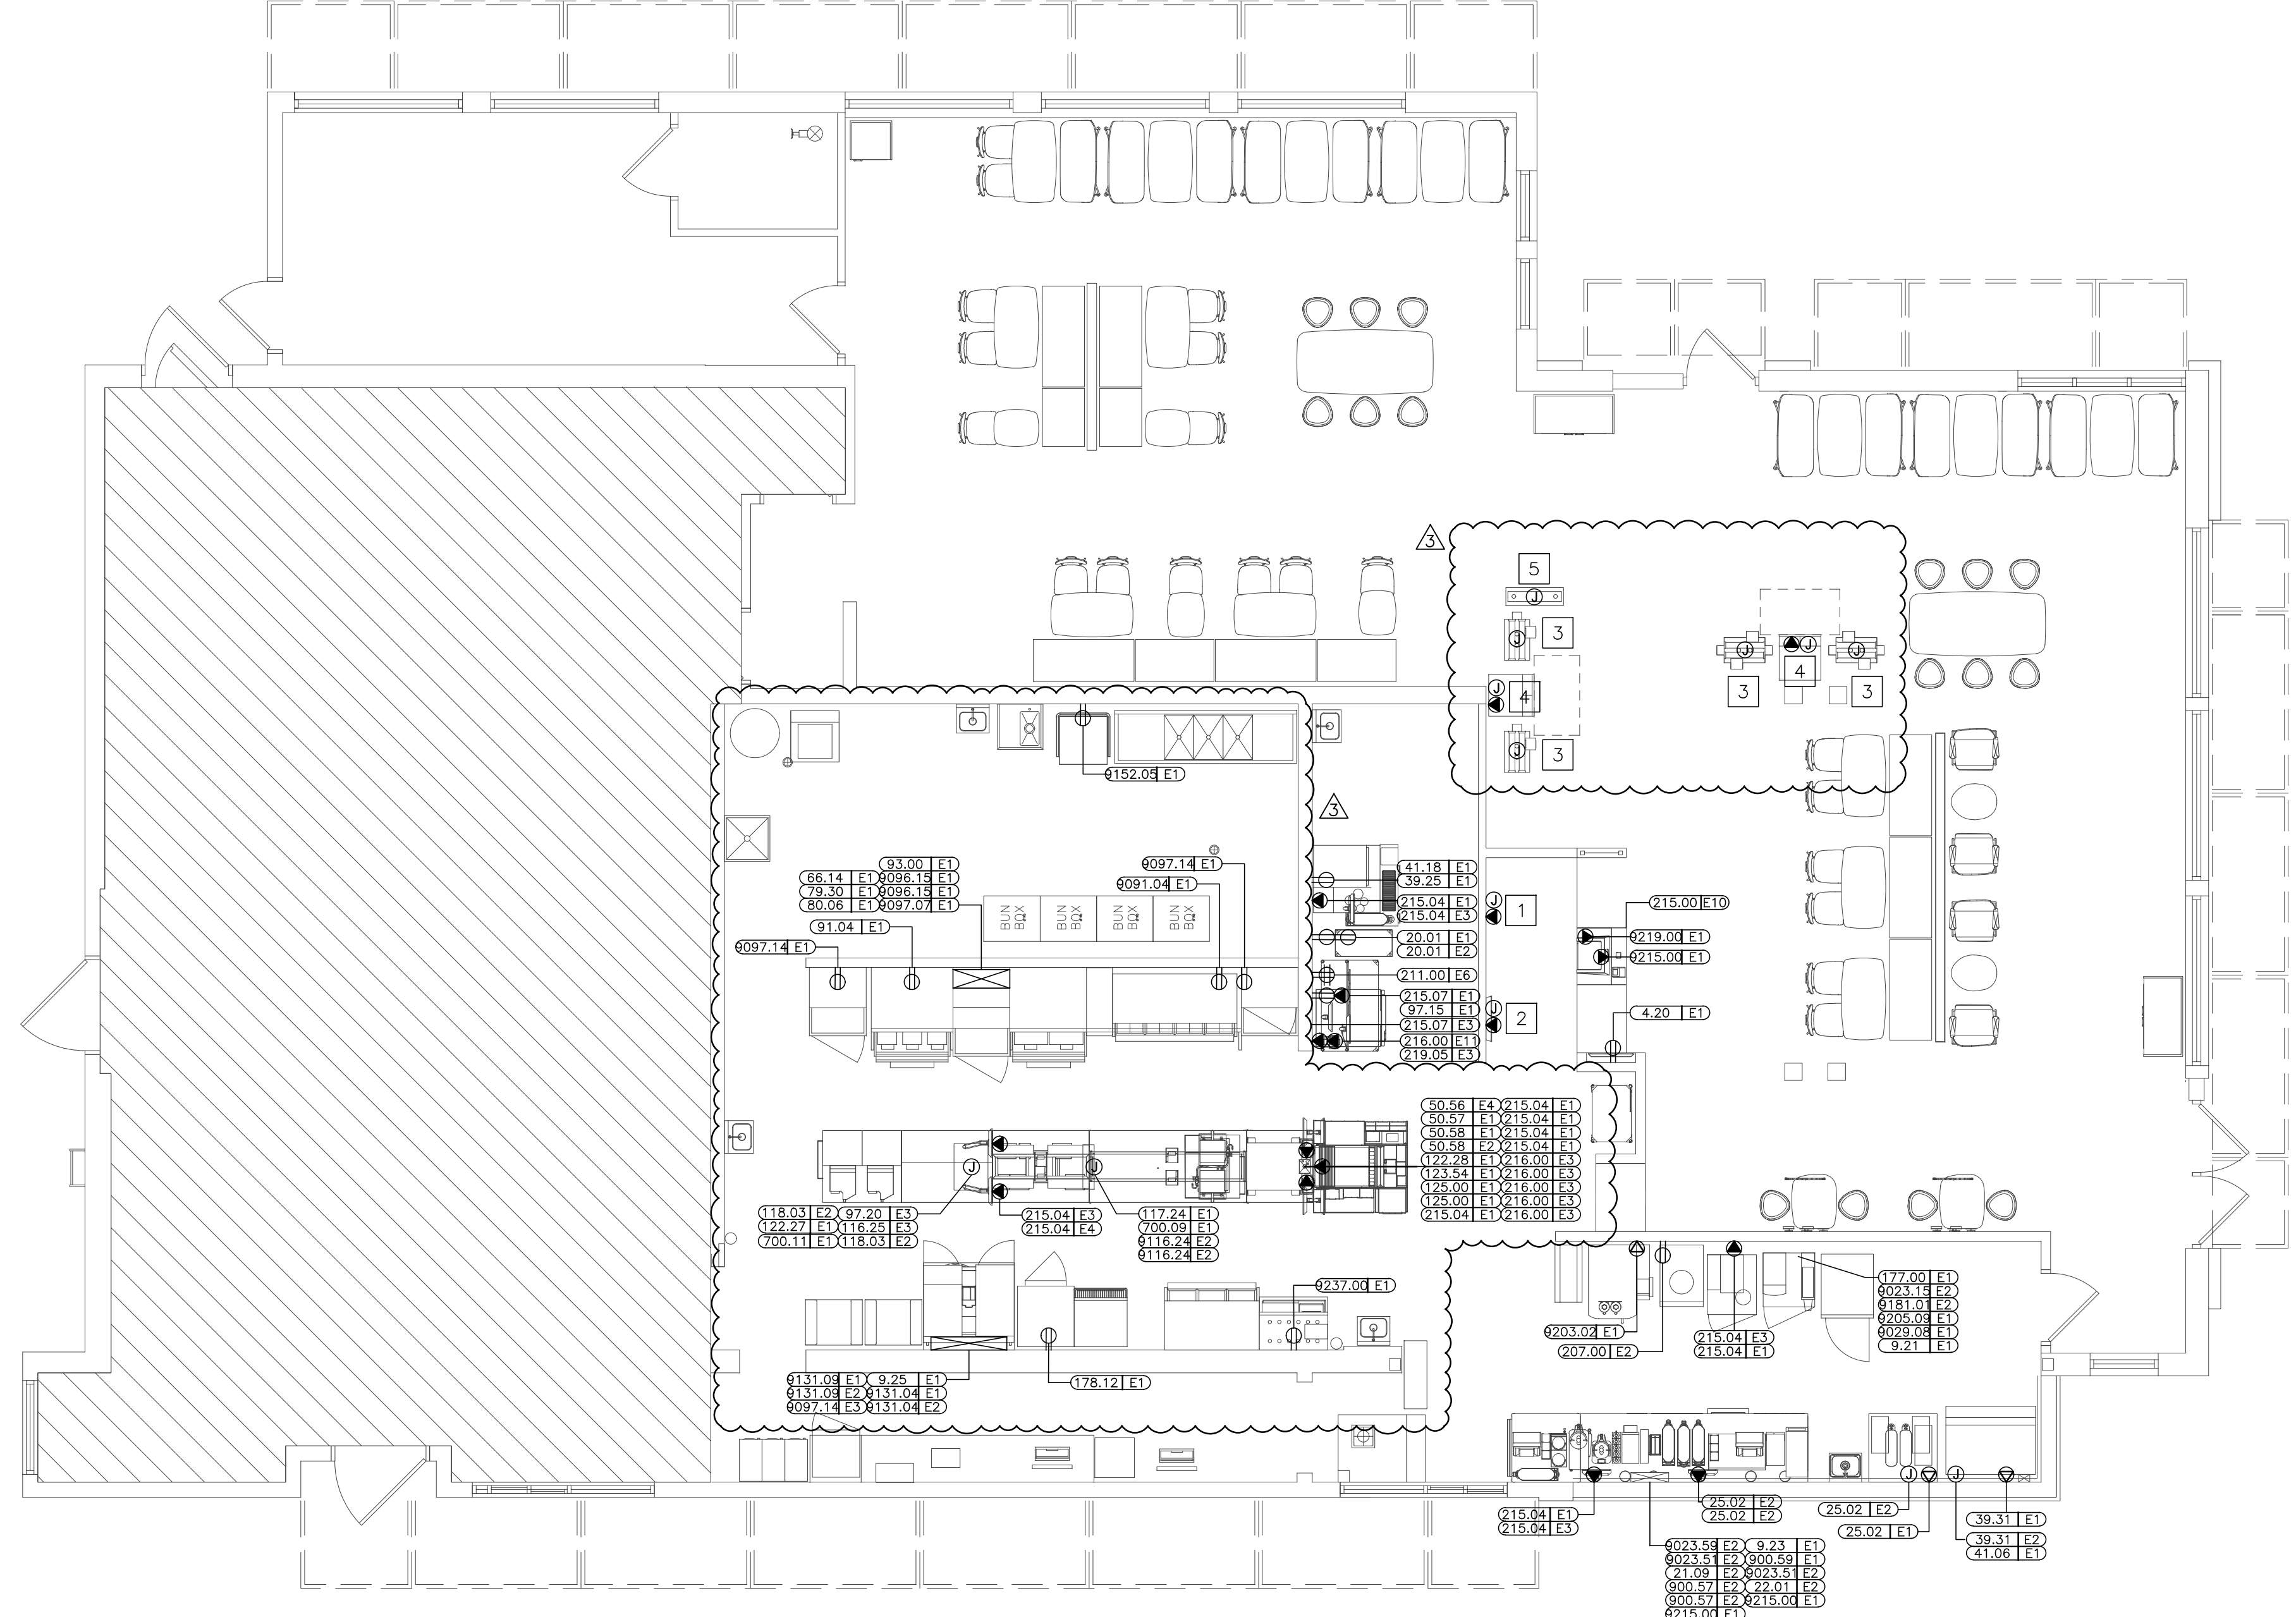 3
5
J
J 3
J J J
3 4 3
J 4
J 3
9152.05 E1
3
93.00 E1
66.14 E1 9096.15 E1
79.30 E1 9096.15 E1
80.06 E1 9097.07 E1
91.04 E1
9097.14 E1
9097.14 E1
9091.04 E1
BUN BOX BUN BOX BUN BOX BUN BOX
41.18 E1
39.25 E1
215.04 E1
215.04 E3
20.01 E1
20.01 E2
211.00 E6
215.07 E1
97.15 E1
215.07 E3
216.00 E11
219.05 E3
J 1
J 2
215.00 E10
9219.00 E1
9215.00 E1
4.20 E1
50.56 E4 215.04 E1
50.57 E1 215.04 E1
50.58 E1 215.04 E1
50.58 E2 215.04 E1
122.28 E1 216.00 E3
123.54 E1 216.00 E3
125.00 E1 216.00 E3
125.00 E1 216.00 E3
215.04 E1 216.00 E3
J J
118.03 E2 97.20 E3
122.27 E1 116.25 E3
700.11 E1 118.03 E2
215.04 E3
215.04 E4
117.24 E1
700.09 E1
9116.24 E2
9116.24 E2
9237.00 E1
9131.09 E1 9.25 E1
9131.09 E2 9131.04 E1
9097.14 E3 9131.04 E2
178.12 E1
9203.02 E1
207.00 E2
215.04 E3
215.04 E1
177.00 E1
9023.15 E2
9181.01 E2
9205.09 E1
9029.08 E1
9.21 E1
J J
215.04 E1
215.04 E3
25.02 E2
25.02 E2
25.02 E2
25.02 E1
39.31 E1
39.31 E2
41.06 E1
9023.59 E2 9.23 E1
9023.51 E2 900.59 E1
21.09 E2 9023.51 E2
900.57 E2 22.01 E2
900.57 E2 9215.00 E1
9215.00 E1